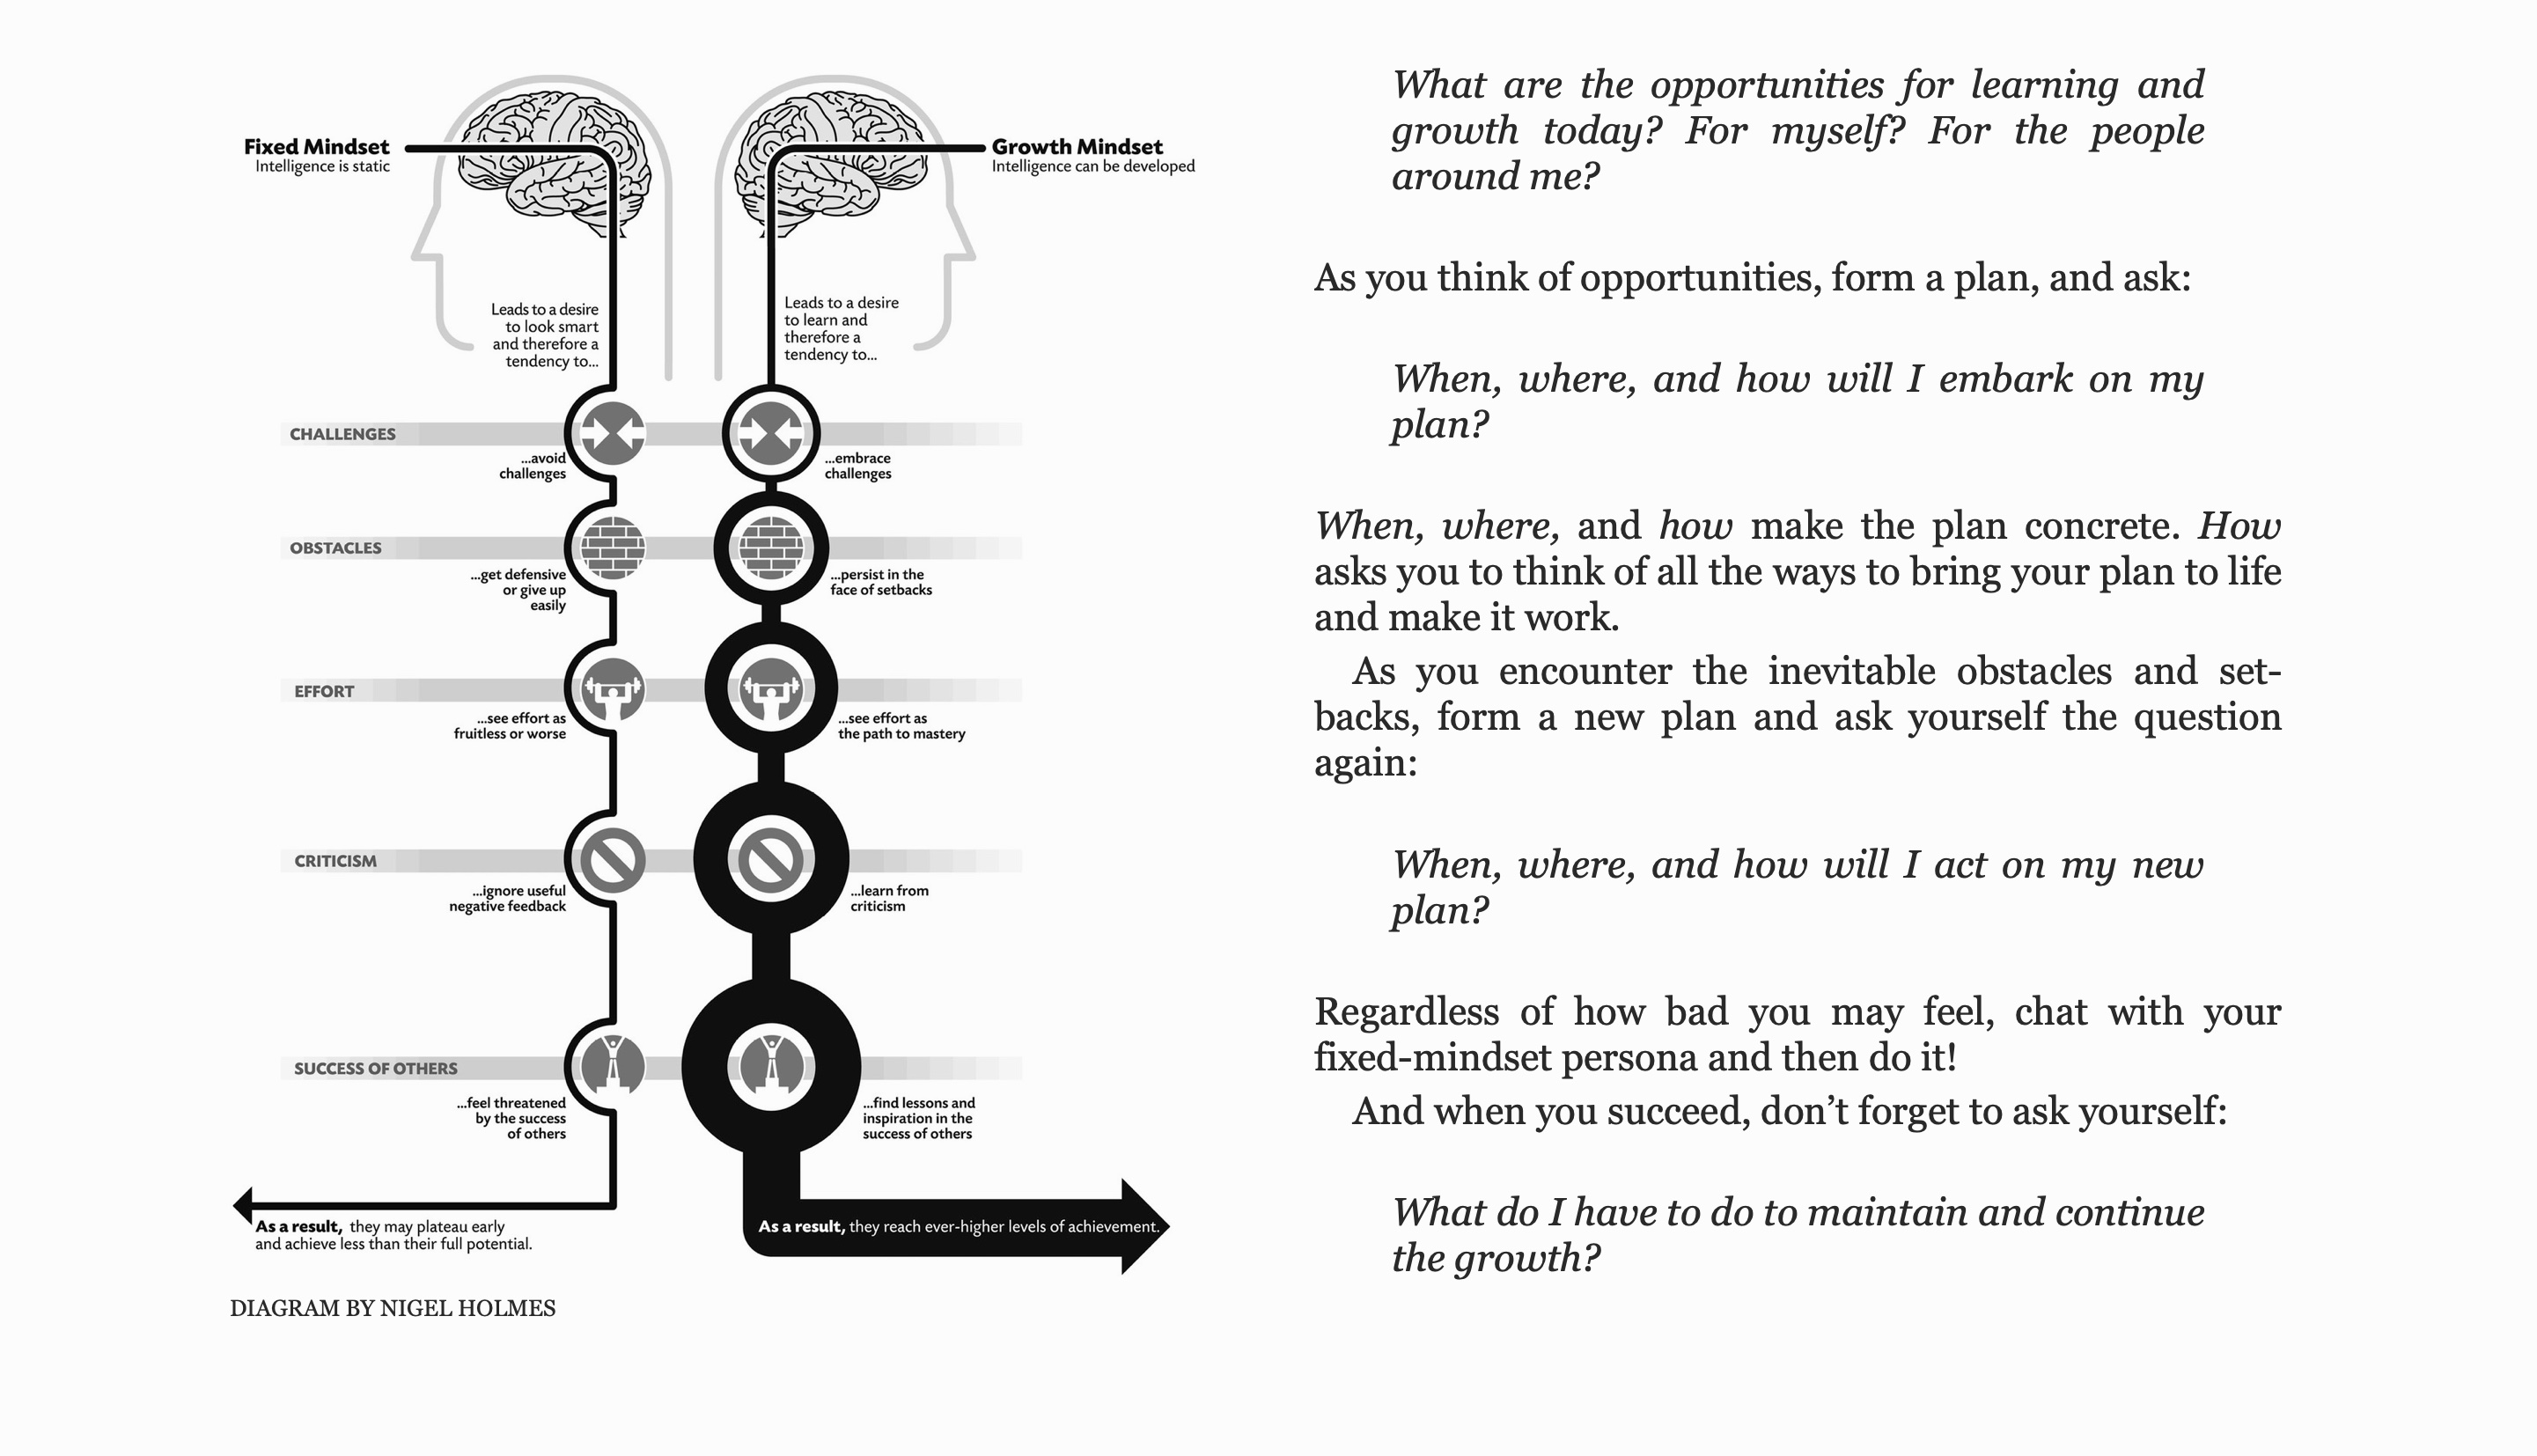 Fixed Mindset
Intelligence is static
Growth Mindset
Intelligence can be developed
Leads to a desire
to look smart
and therefore a
tendency to...
Leads to a desire
to learn and
therefore a
tendency to...
CHALLENGES
...avoid
challenges
...embrace
challenges
OBSTACLES
...get defensive
or give up
easily
...persist in the
face of setbacks
EFFORT
...see effort as
fruitless or worse
...see effort as
the path to mastery
CRITICISM
...ignore useful
negative feedback
...learn from
criticism
SUCCESS OF OTHERS
...feel threatened
by the success
of others
...find lessons and
inspiration in the
success of others
As a result, they may plateau early
and achieve less than their full potential.
As a result, they reach ever-higher levels of achievement.
DIAGRAM BY NIGEL HOLMES
What are the opportunities for learning and
growth today? For myself? For the people
around me?
As you think of opportunities, form a plan, and ask:
When, where, and how will I embark on my
plan?
When, where, and how make the plan concrete. How
asks you to think of all the ways to bring your plan to life
and make it work.
As you encounter the inevitable obstacles and set-
backs, form a new plan and ask yourself the question
again:
When, where, and how will I act on my new
plan?
Regardless of how bad you may feel, chat with your
fixed-mindset persona and then do it!
And when you succeed, don’t forget to ask yourself:
What do I have to do to maintain and continue
the growth?